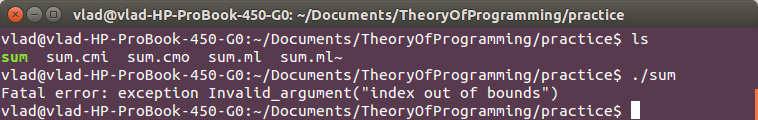 vlad@vlad-HP-ProBook-450-G0: ~/Documents/TheoryOfProgramming/practice
vlad@vlad-HP-ProBook-450-G0:~/Documents/TheoryOfProgramming/practice$ ls
sum  sum.cmi  sum.cmo  sum.ml  sum.ml~
vlad@vlad-HP-ProBook-450-G0:~/Documents/TheoryOfProgramming/practice$ ./sum
Fatal error: exception Invalid_argument("index out of bounds")
vlad@vlad-HP-ProBook-450-G0:~/Documents/TheoryOfProgramming/practice$